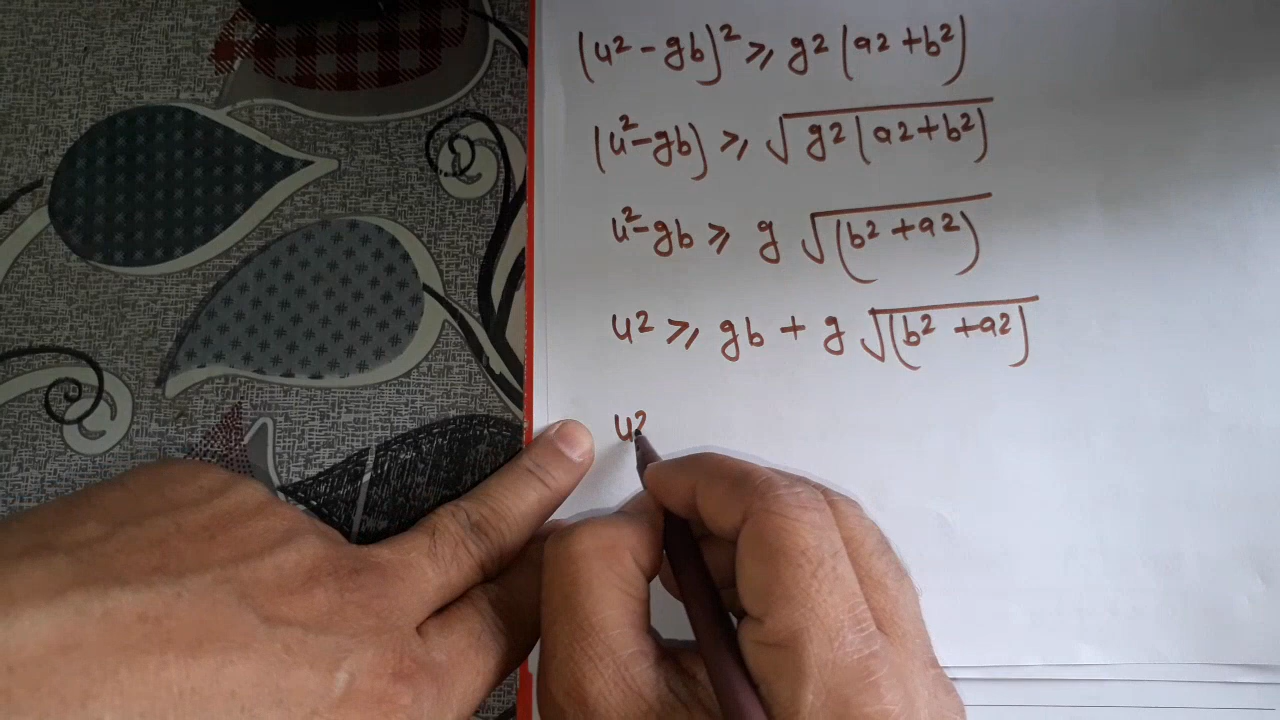 (u² - gb)² ≥ g² (a² + b²)
(u² - gb) ≥ √g²(a² + b²)
u² - gb ≥ g √(b² + a²)
u² ≥ gb + g √(b² + a²)
u²